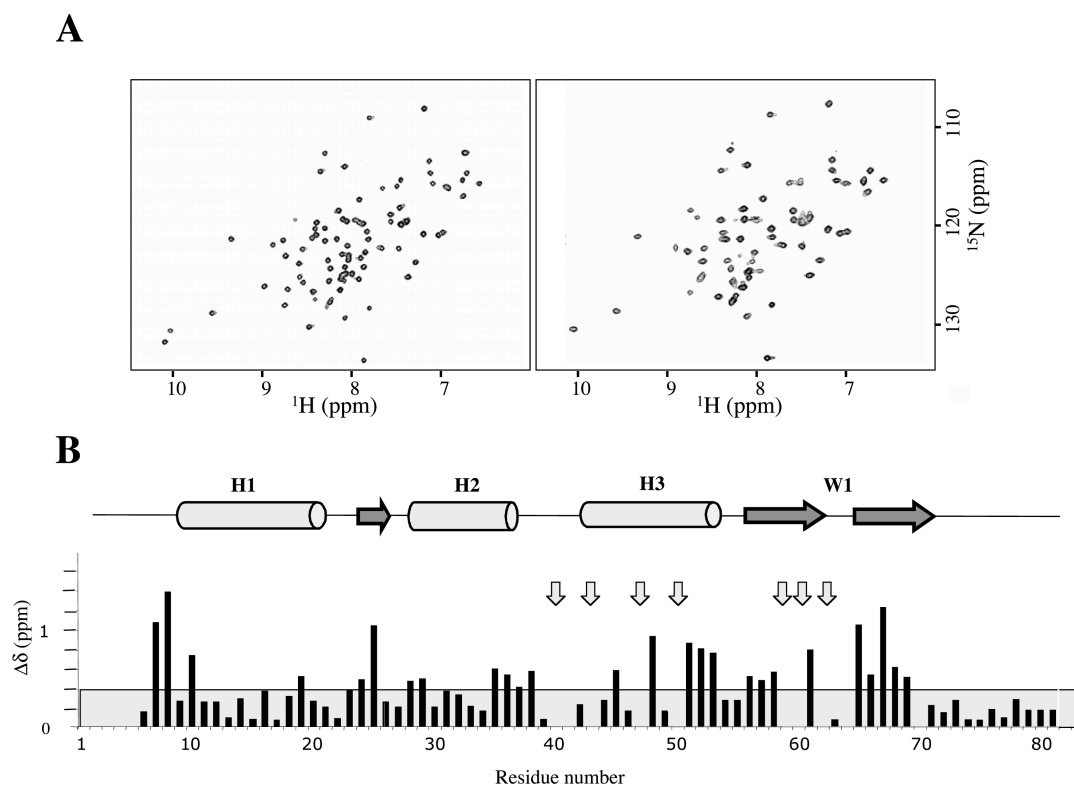 A
110
120
130
¹⁵N (ppm)
10 9 8 7
¹H (ppm)
10 9 8 7
¹H (ppm)
B
H1 H2 H3 W1
Δδ (ppm)
1
0
1 10 20 30 40 50 60 70 80
Residue number